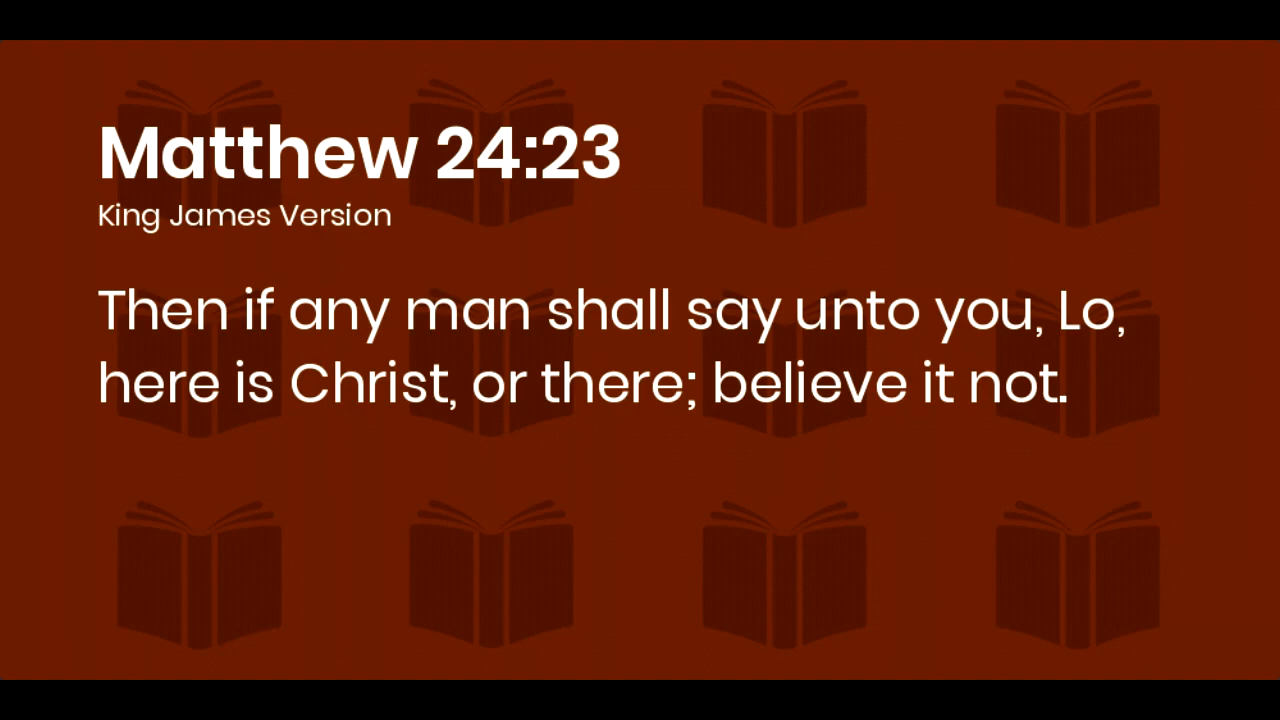 Matthew 24:23
King James Version
Then if any man shall say unto you, Lo,
here is Christ, or there; believe it not.